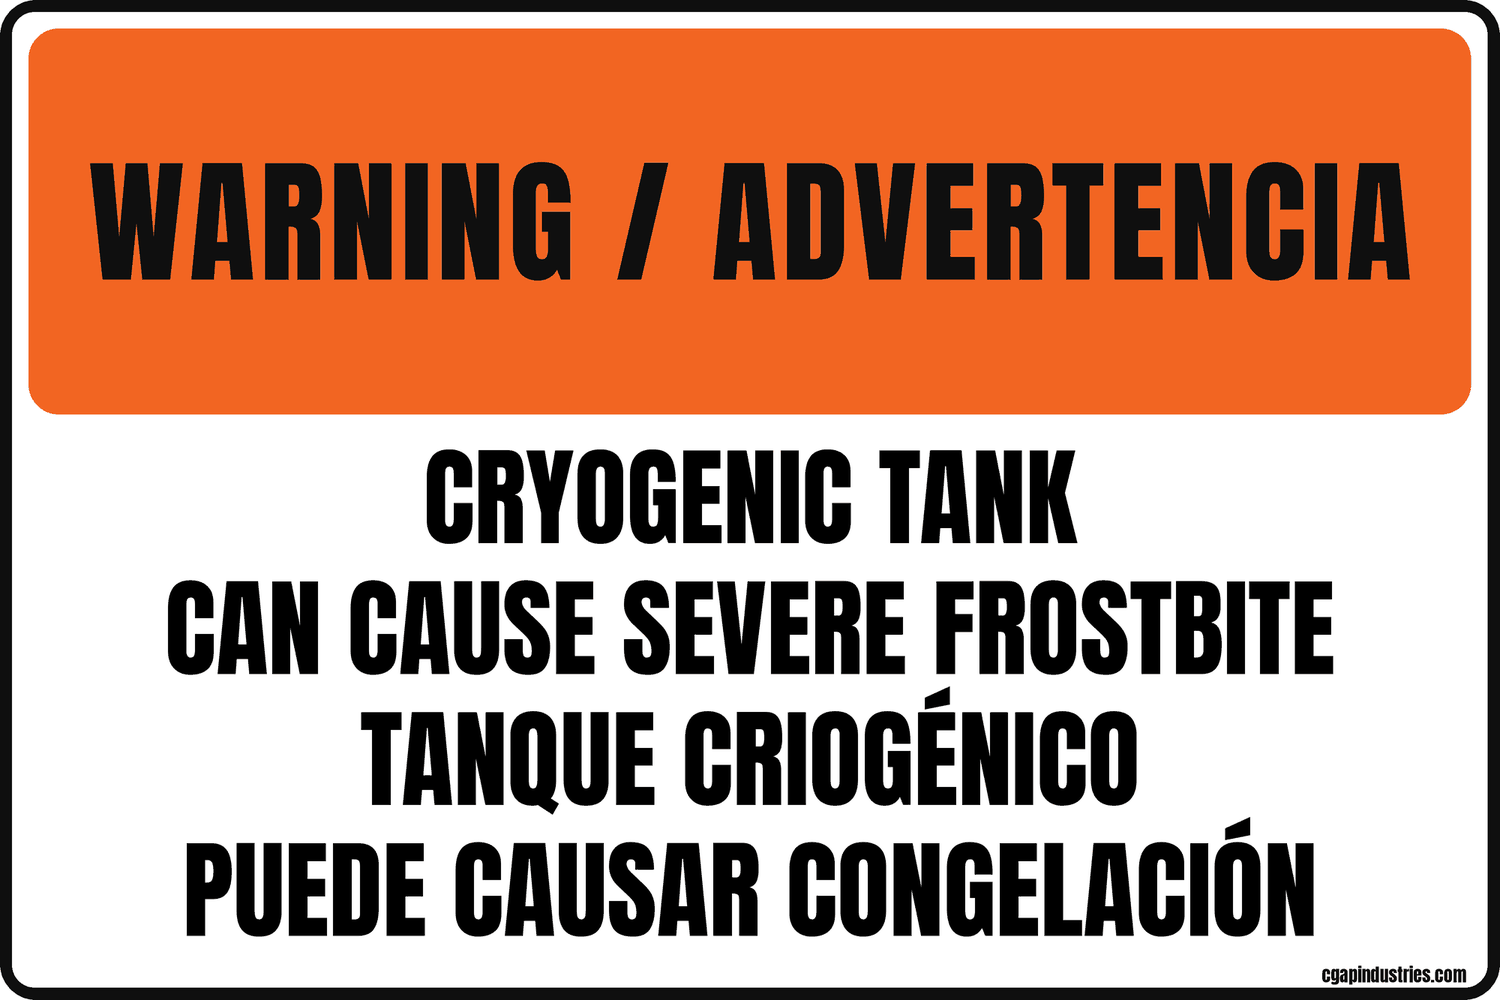 WARNING / ADVERTENCIA
CRYOGENIC TANK
CAN CAUSE SEVERE FROSTBITE
TANQUE CRIOGÉNICO
PUEDE CAUSAR CONGELACIÓN
cgapindustries.com